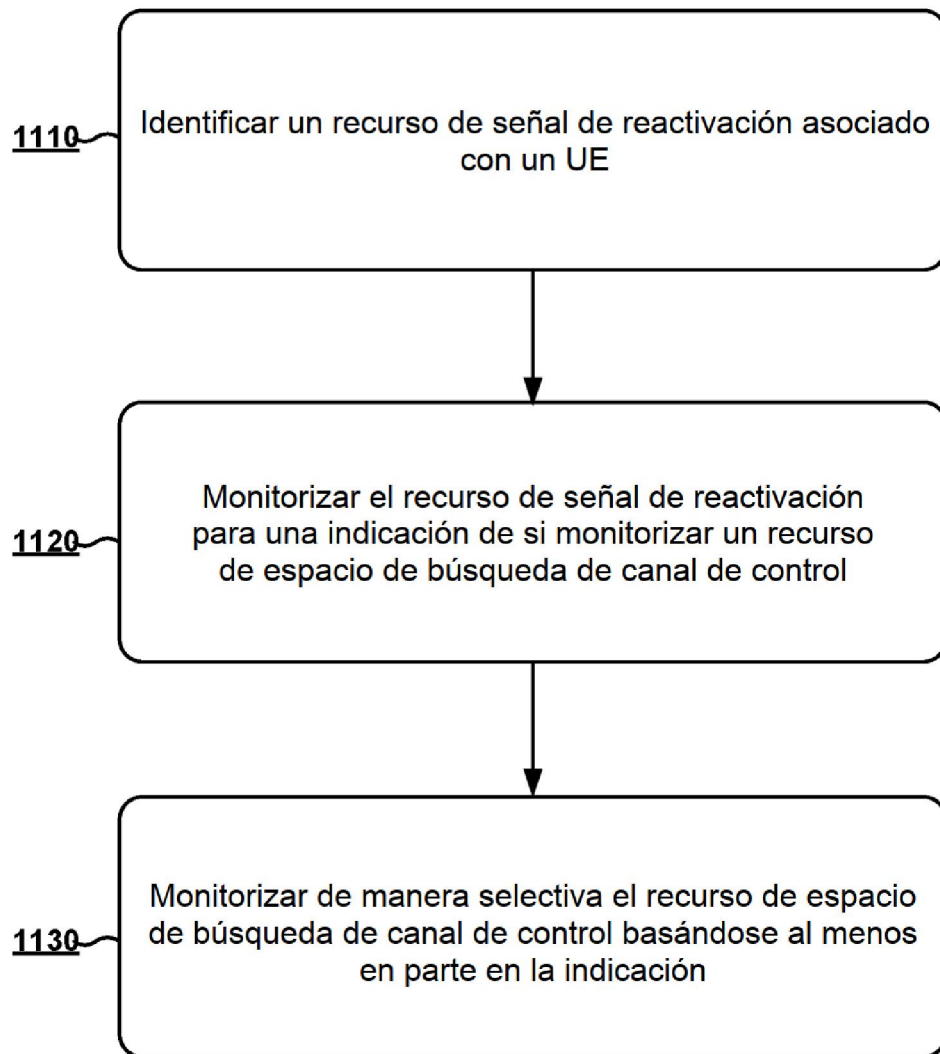 1110
Identificar un recurso de señal de reactivación asociado
con un UE
1120
Monitorizar el recurso de señal de reactivación
para una indicación de si monitorizar un recurso
de espacio de búsqueda de canal de control
1130
Monitorizar de manera selectiva el recurso de espacio
de búsqueda de canal de control basándose al menos
en parte en la indicación